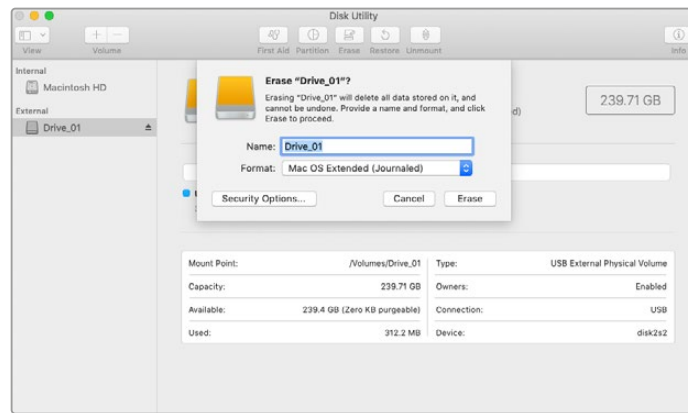 Disk Utility
View
Volume
First Aid
Partition
Erase
Restore
Unmount
Info
Internal
Macintosh HD
External
Drive_01
Erase “Drive_01”?
Erasing “Drive_01” will delete all data stored on it, and
cannot be undone. Provide a name and format, and click
Erase to proceed.
Name: Drive_01
Format: Mac OS Extended (Journaled)
Security Options...
Cancel
Erase
d)
239.71 GB
Mount Point: /Volumes/Drive_01
Type: USB External Physical Volume
Capacity: 239.71 GB
Owners: Enabled
Available: 239.4 GB (Zero KB purgeable)
Connection: USB
Used: 312.2 MB
Device: disk2s2